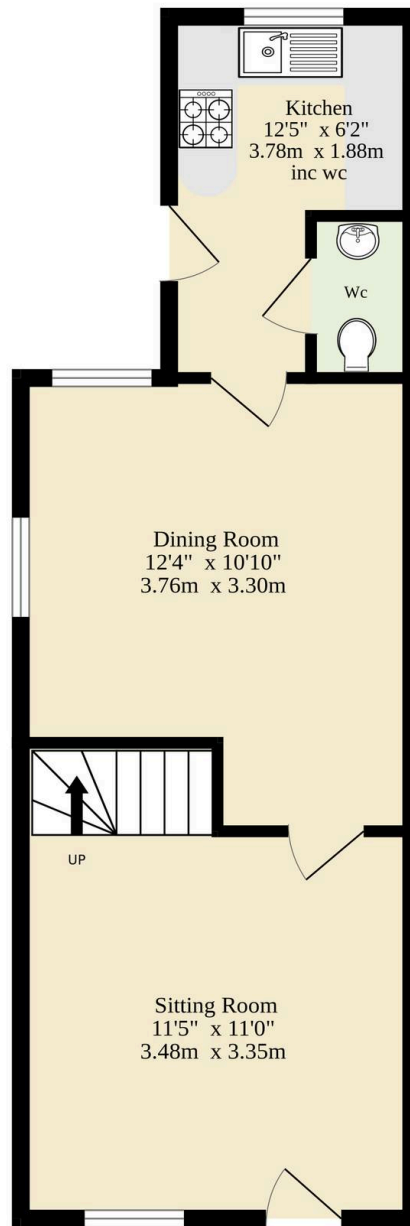 Kitchen
12'5" x 6'2"
3.78m x 1.88m
inc wc
Wc
Dining Room
12'4" x 10'10"
3.76m x 3.30m
UP
Sitting Room
11'5" x 11'0"
3.48m x 3.35m